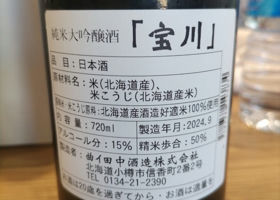 純米大吟醸酒「宝川」
品目：日本酒
原材料名：米(北海道産)、
米こうじ(北海道産米)
原料米：北海道産酒造好適米100%使用
内容量：720ml 製造年月：2024.9
アルコール分：15% 精米歩合：50%
田中酒造株式会社
北海道小樽市信香町2番2号
TEL 0134-21-2390
お酒は20歳を過ぎてから・お酒は適量を